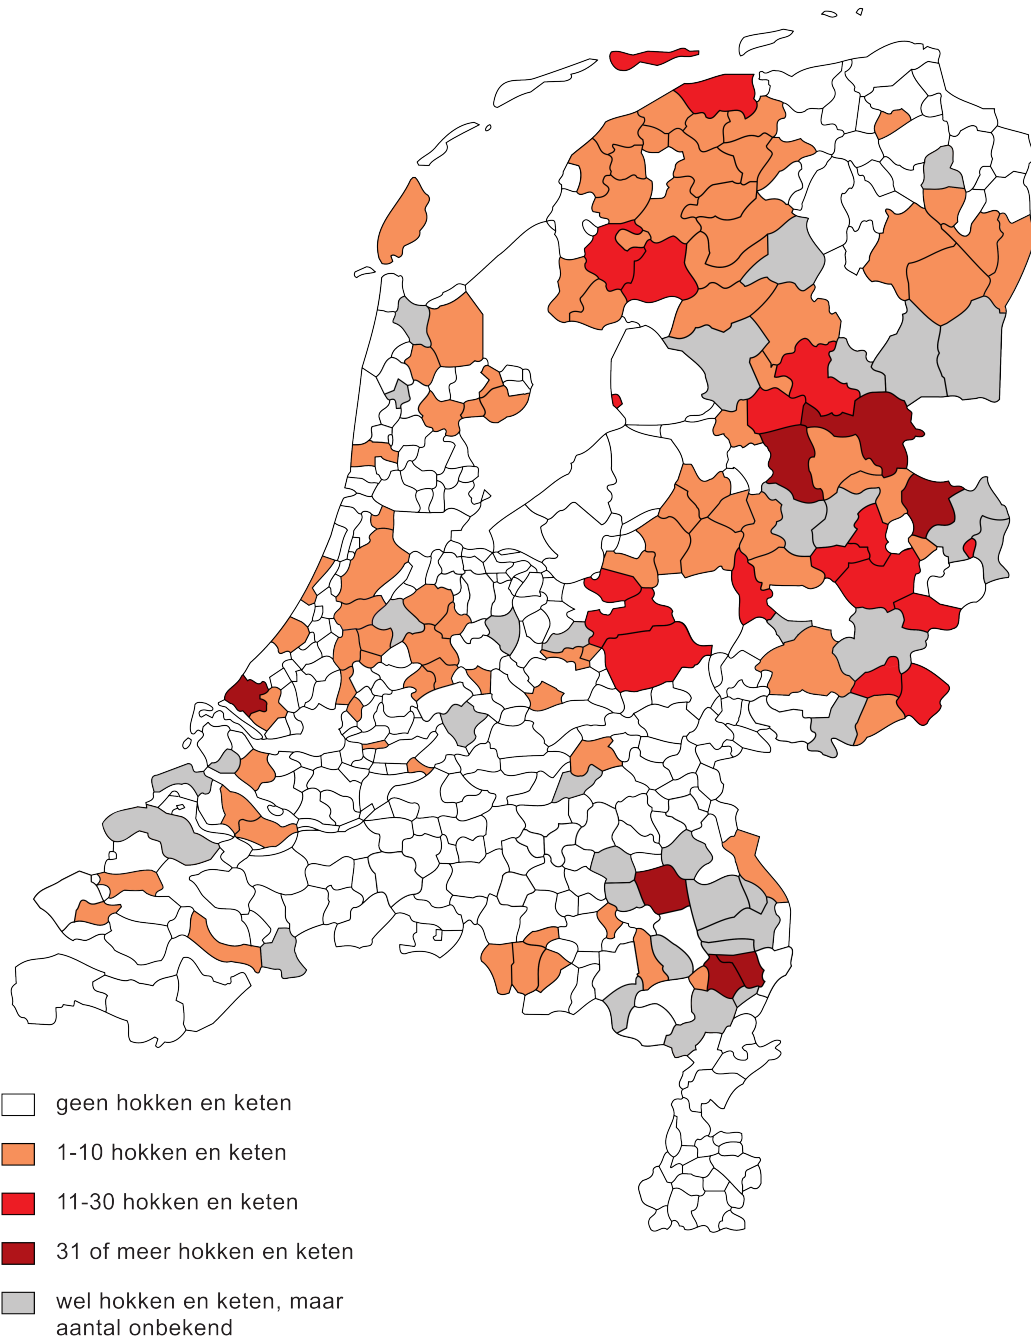 geen hokken en keten
1-10 hokken en keten
11-30 hokken en keten
31 of meer hokken en keten
wel hokken en keten, maar
aantal onbekend